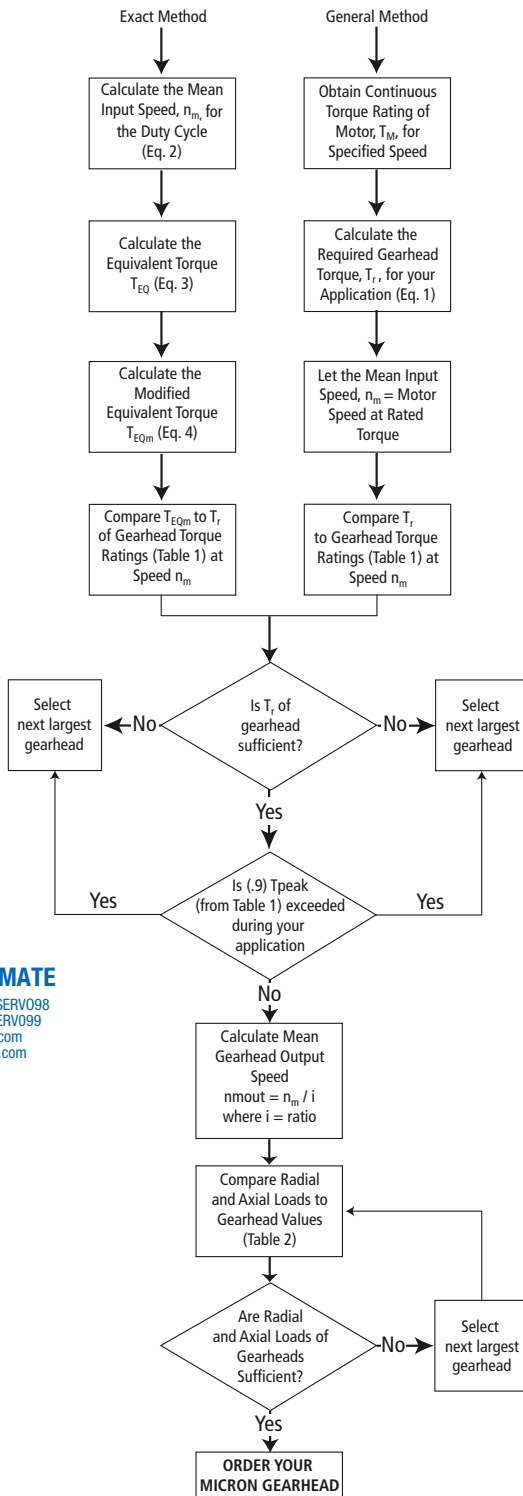 Exact Method
General Method
Calculate the Mean
Input Speed, nm, for
the Duty Cycle
(Eq. 2)
Obtain Continuous
Torque Rating of
Motor, TM, for
Specified Speed
Calculate the
Equivalent Torque
TEQ (Eq. 3)
Calculate the
Required Gearhead
Torque, Tr, for your
Application (Eq. 1)
Calculate the
Modified
Equivalent Torque
TEQm (Eq. 4)
Let the Mean Input
Speed, nm = Motor
Speed at Rated
Torque
Compare TEQm to Tr
of Gearhead Torque
Ratings (Table 1) at
Speed nm
Compare Tr
to Gearhead Torque
Ratings (Table 1) at
Speed nm
Select
next largest
gearhead
No
Is Tr of
gearhead
sufficient?
No
Select
next largest
gearhead
Yes
Yes
Is (.9) Tpeak
(from Table 1) exceeded
during your
application
Yes
No
MATE
SERVO98
ERVO99
com
.com
Calculate Mean
Gearhead Output
Speed
nmout = nm / i
where i = ratio
Compare Radial
and Axial Loads to
Gearhead Values
(Table 2)
Are Radial
and Axial Loads of
Gearheads
Sufficient?
No
Select
next largest
gearhead
Yes
ORDER YOUR
MICRON GEARHEAD